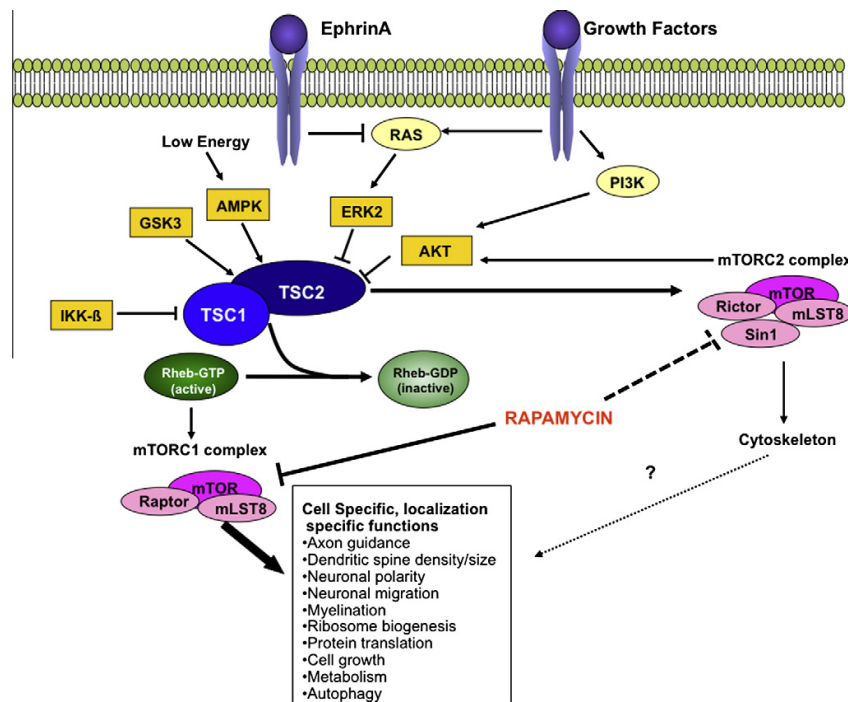 EphrinA
Growth Factors
RAS
Low Energy
PI3K
AMPK
ERK2
GSK3
AKT
mTORC2 complex
TSC2
mTOR
Rictor
mLST8
TSC1
IKK-ß
Sin1
Rheb-GTP
(active)
Rheb-GDP
(inactive)
RAPAMYCIN
mTORC1 complex
Cytoskeleton
?
mTOR
Raptor
mLST8
Cell Specific, localization
specific functions
•Axon guidance
•Dendritic spine density/size
•Neuronal polarity
•Neuronal migration
•Myelination
•Ribosome biogenesis
•Protein translation
•Cell growth
•Metabolism
•Autophagy